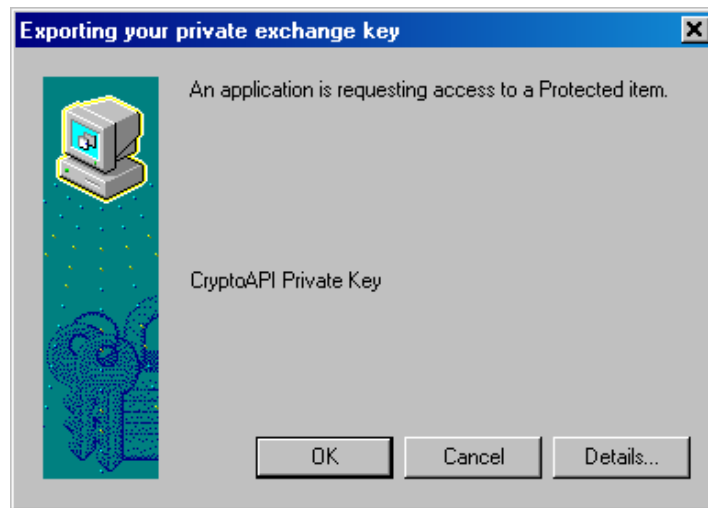 Exporting your private exchange key
An application is requesting access to a Protected item.
CryptoAPI Private Key
OK Cancel Details...